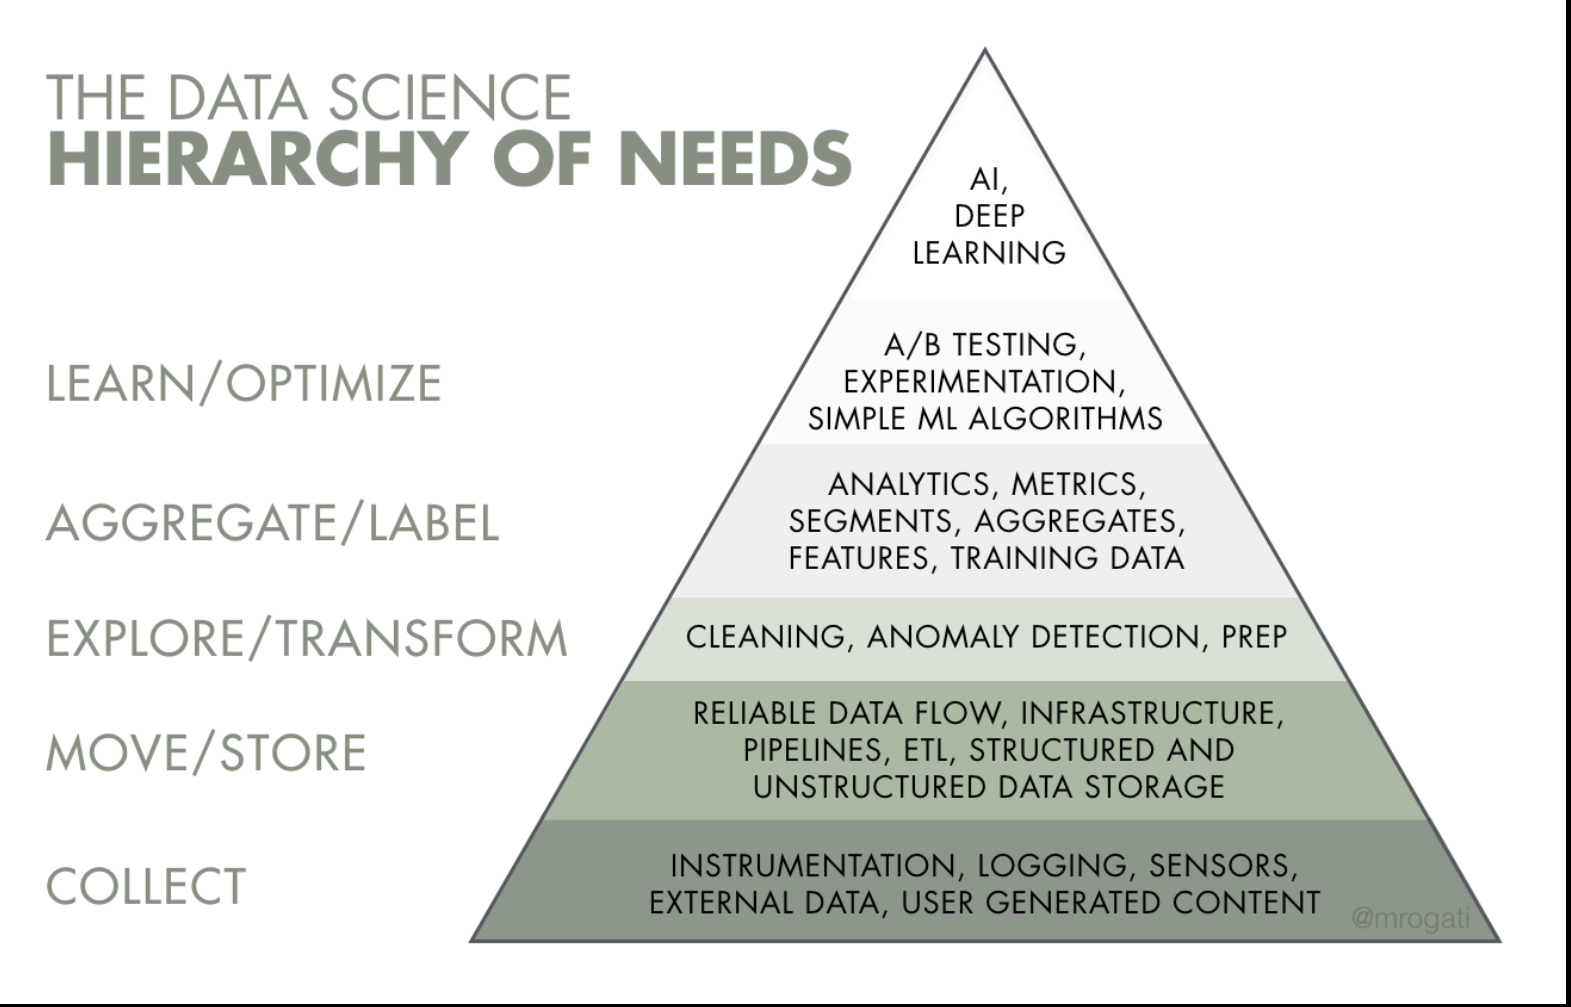 THE DATA SCIENCE
HIERARCHY OF NEEDS
AI,
DEEP
LEARNING
LEARN/OPTIMIZE
A/B TESTING,
EXPERIMENTATION,
SIMPLE ML ALGORITHMS
AGGREGATE/LABEL
ANALYTICS, METRICS,
SEGMENTS, AGGREGATES,
FEATURES, TRAINING DATA
EXPLORE/TRANSFORM
CLEANING, ANOMALY DETECTION, PREP
MOVE/STORE
RELIABLE DATA FLOW, INFRASTRUCTURE,
PIPELINES, ETL, STRUCTURED AND
UNSTRUCTURED DATA STORAGE
COLLECT
INSTRUMENTATION, LOGGING, SENSORS,
EXTERNAL DATA, USER GENERATED CONTENT
@mrogati